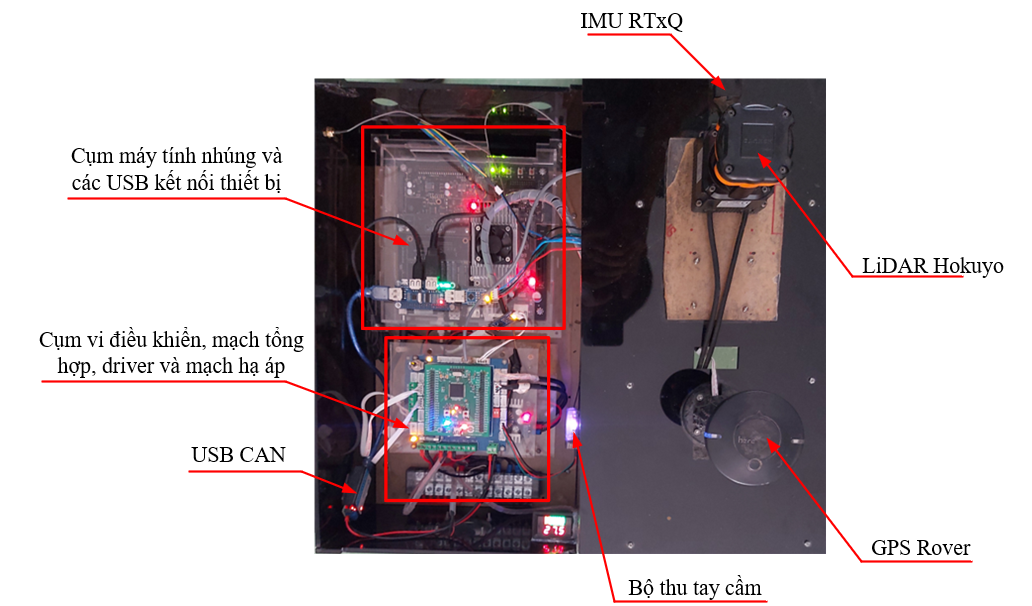 IMU RTxQ
Cụm máy tính nhúng và
các USB kết nối thiết bị
LiDAR Hokuyo
Cụm vi điều khiển, mạch tổng
hợp, driver và mạch hạ áp
USB CAN
GPS Rover
Bộ thu tay cầm